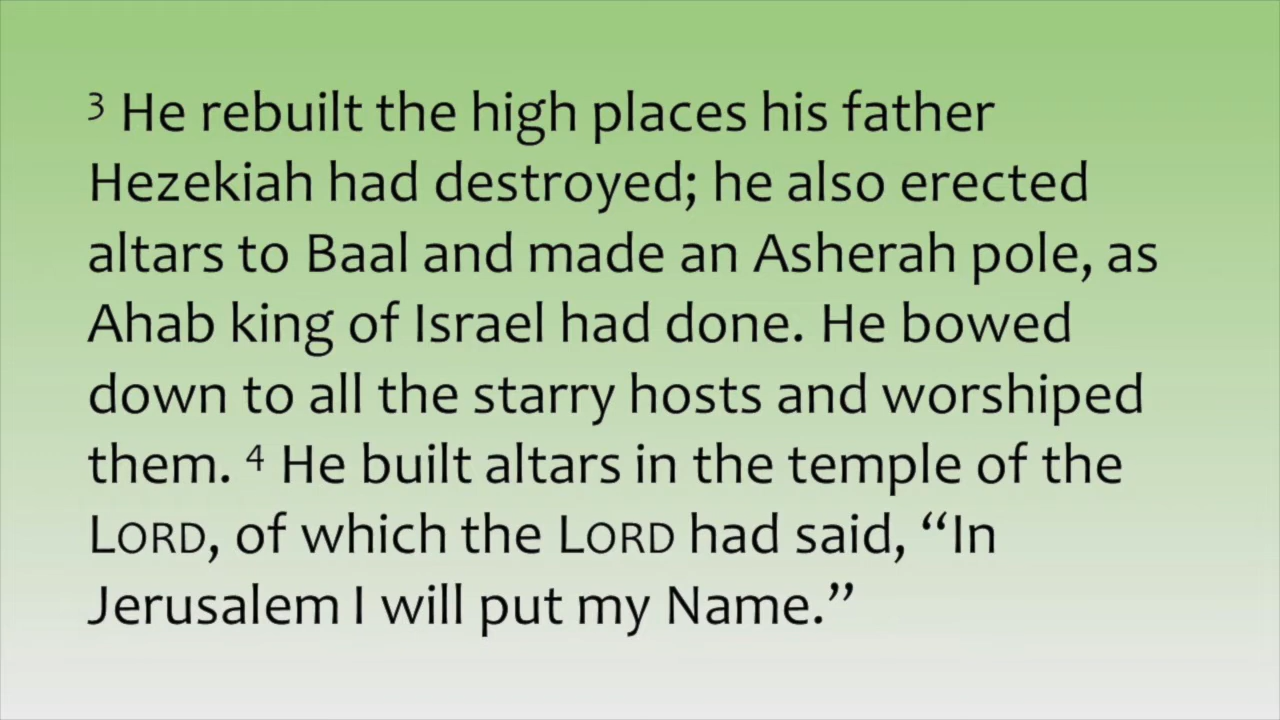 ³ He rebuilt the high places his father
Hezekiah had destroyed; he also erected
altars to Baal and made an Asherah pole, as
Ahab king of Israel had done. He bowed
down to all the starry hosts and worshiped
them. ⁴ He built altars in the temple of the
LORD, of which the LORD had said, “In
Jerusalem I will put my Name.”